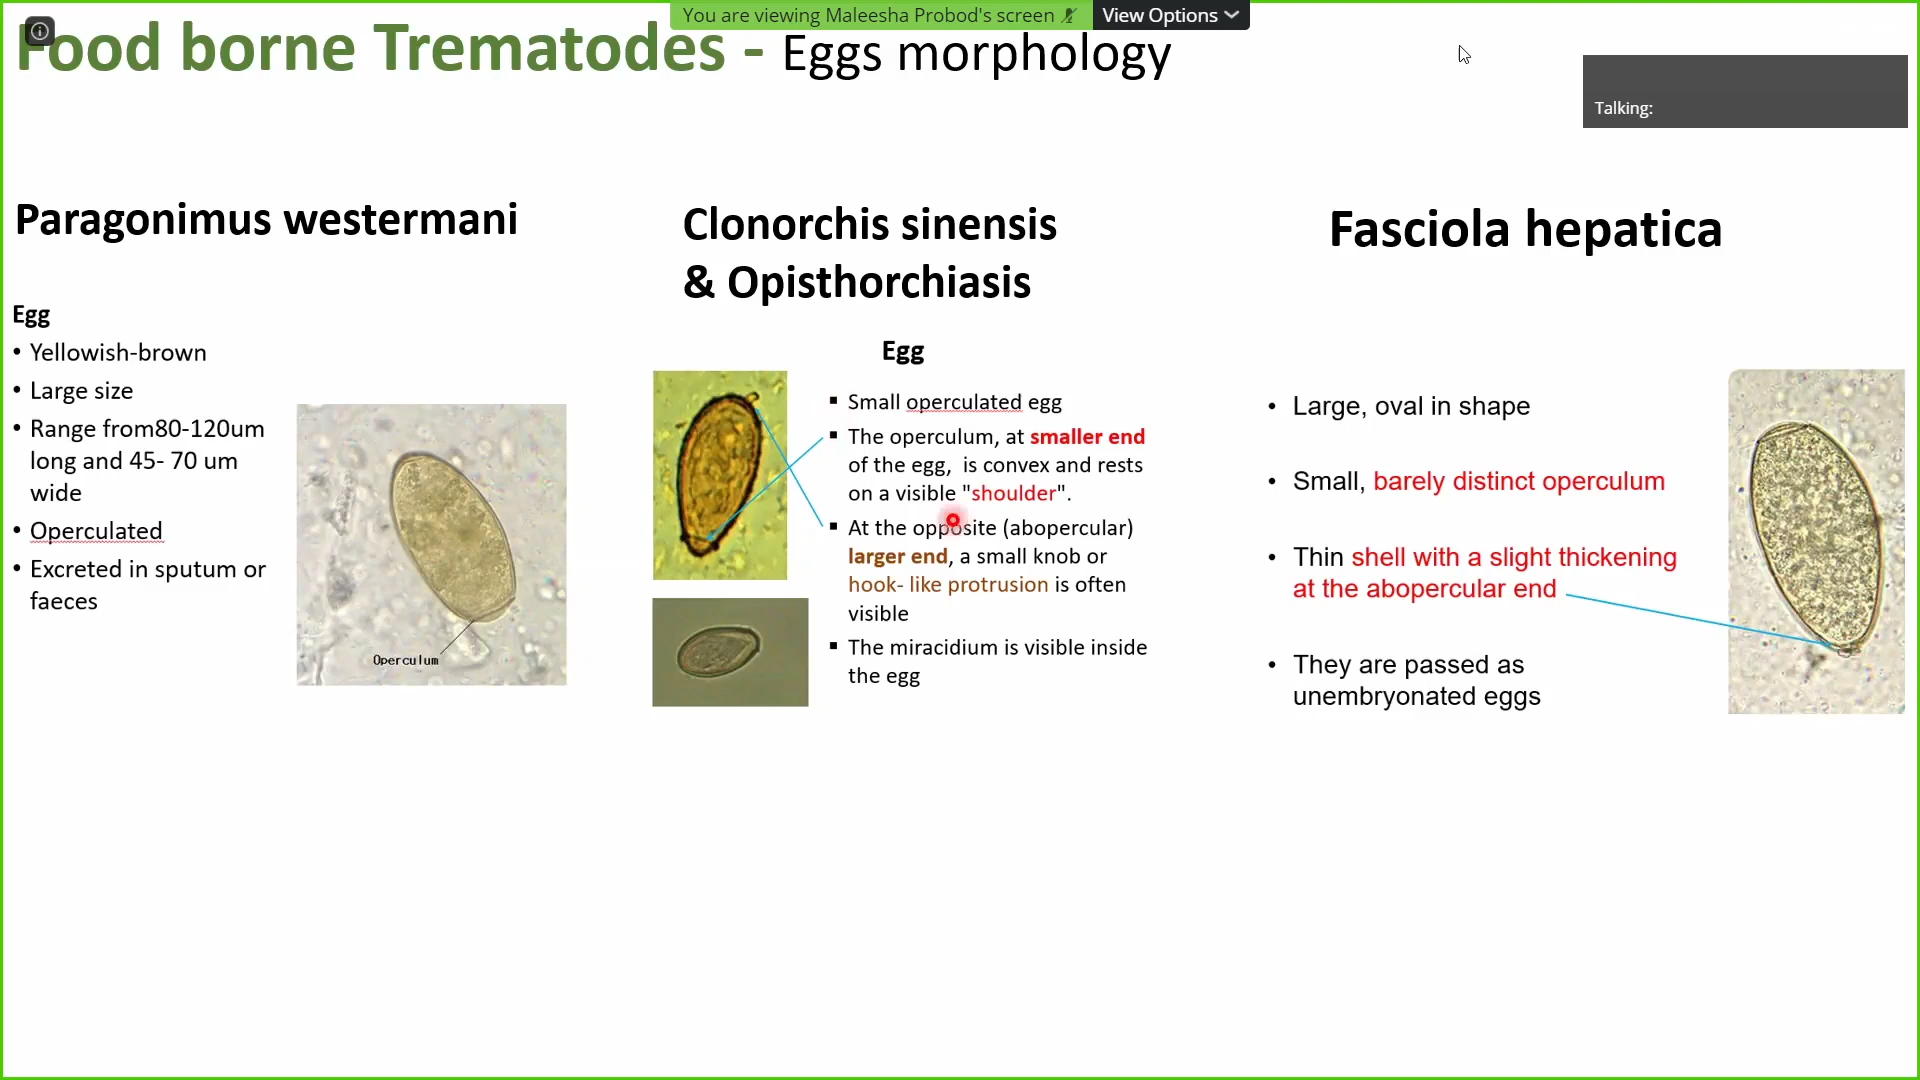 You are viewing Maleesha Probod's screen
View Options
Food borne Trematodes - Eggs morphology
Talking:
Paragonimus westermani
Egg
• Yellowish-brown
• Large size
• Range from80-120um
long and 45- 70 um
wide
• Operculated
• Excreted in sputum or
faeces
Operculum
Clonorchis sinensis
& Opisthorchiasis
Egg
▪ Small operculated egg
▪ The operculum, at smaller end
of the egg, is convex and rests
on a visible "shoulder".
▪ At the opposite (abopercular)
larger end, a small knob or
hook- like protrusion is often
visible
▪ The miracidium is visible inside
the egg
Fasciola hepatica
• Large, oval in shape
• Small, barely distinct operculum
• Thin shell with a slight thickening
at the abopercular end
• They are passed as
unembryonated eggs